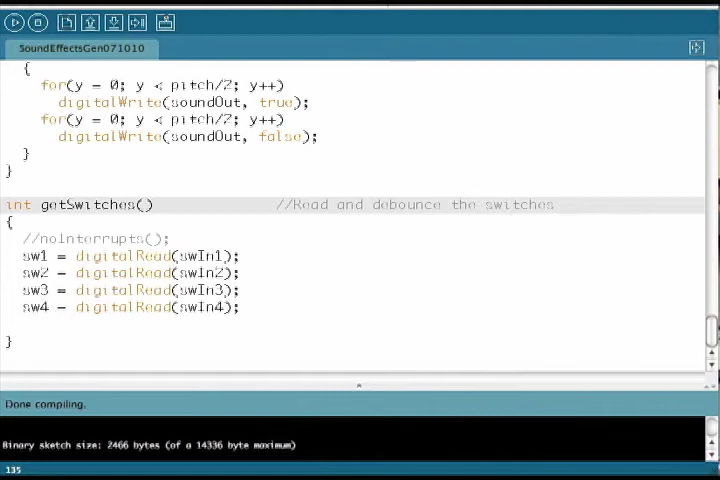 SoundEffectsGen071010
{
for(y = 0; y < pitch/2; y++)
digitalWrite(soundOut, true);
for(y = 0; y < pitch/2; y++)
digitalWrite(soundOut, false);
}
}
int getSwitches() //Read and debounce the switches
{
//noInterrupts();
sw1 = digitalRead(swIn1);
sw2 = digitalRead(swIn2);
sw3 = digitalRead(swIn3);
sw4 = digitalRead(swIn4);
}
Done compiling.
Binary sketch size: 2466 bytes (of a 14336 byte maximum)
135